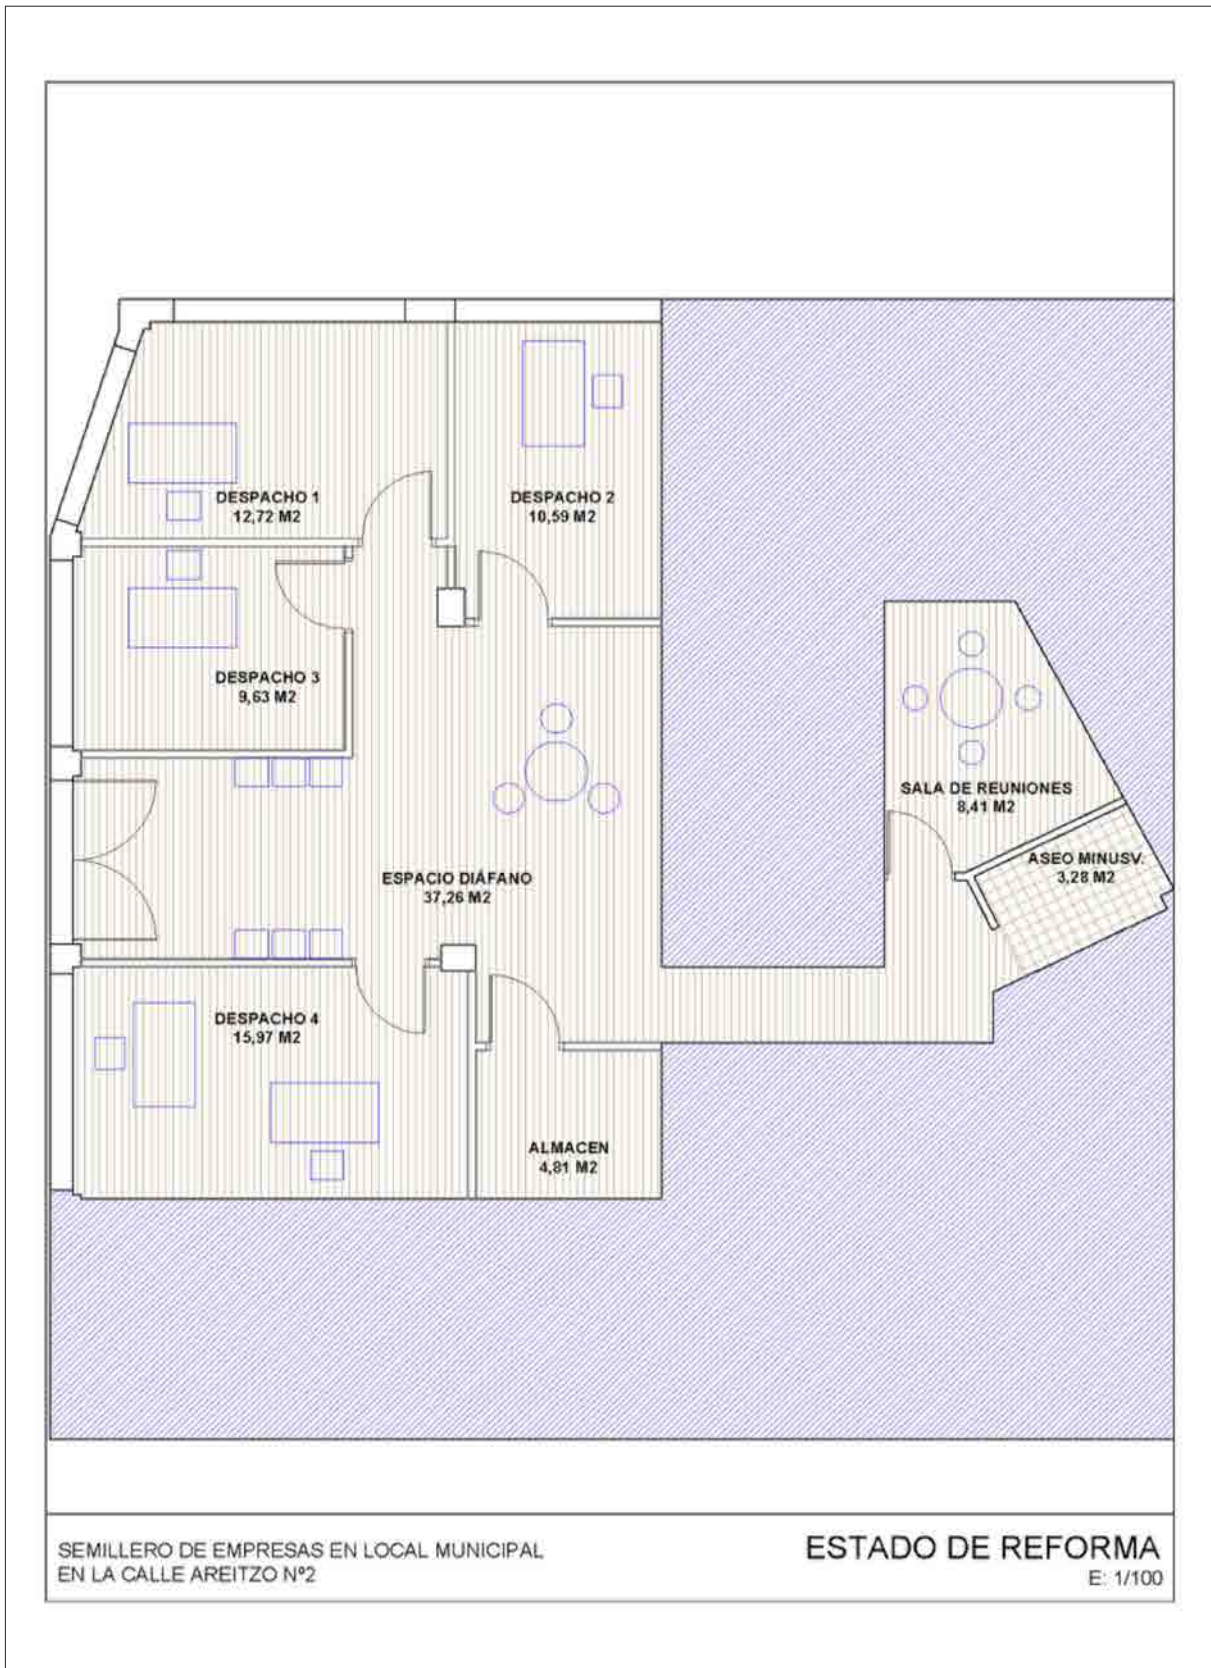 DESPACHO 1
12,72 M2
DESPACHO 2
10,59 M2
DESPACHO 3
9,63 M2
SALA DE REUNIONES
8,41 M2
ASEO MINUSV.
3,28 M2
ESPACIO DIÁFANO
37,26 M2
DESPACHO 4
15,97 M2
ALMACEN
4,81 M2
SEMILLERO DE EMPRESAS EN LOCAL MUNICIPAL
EN LA CALLE AREITZO Nº2
ESTADO DE REFORMA
E: 1/100